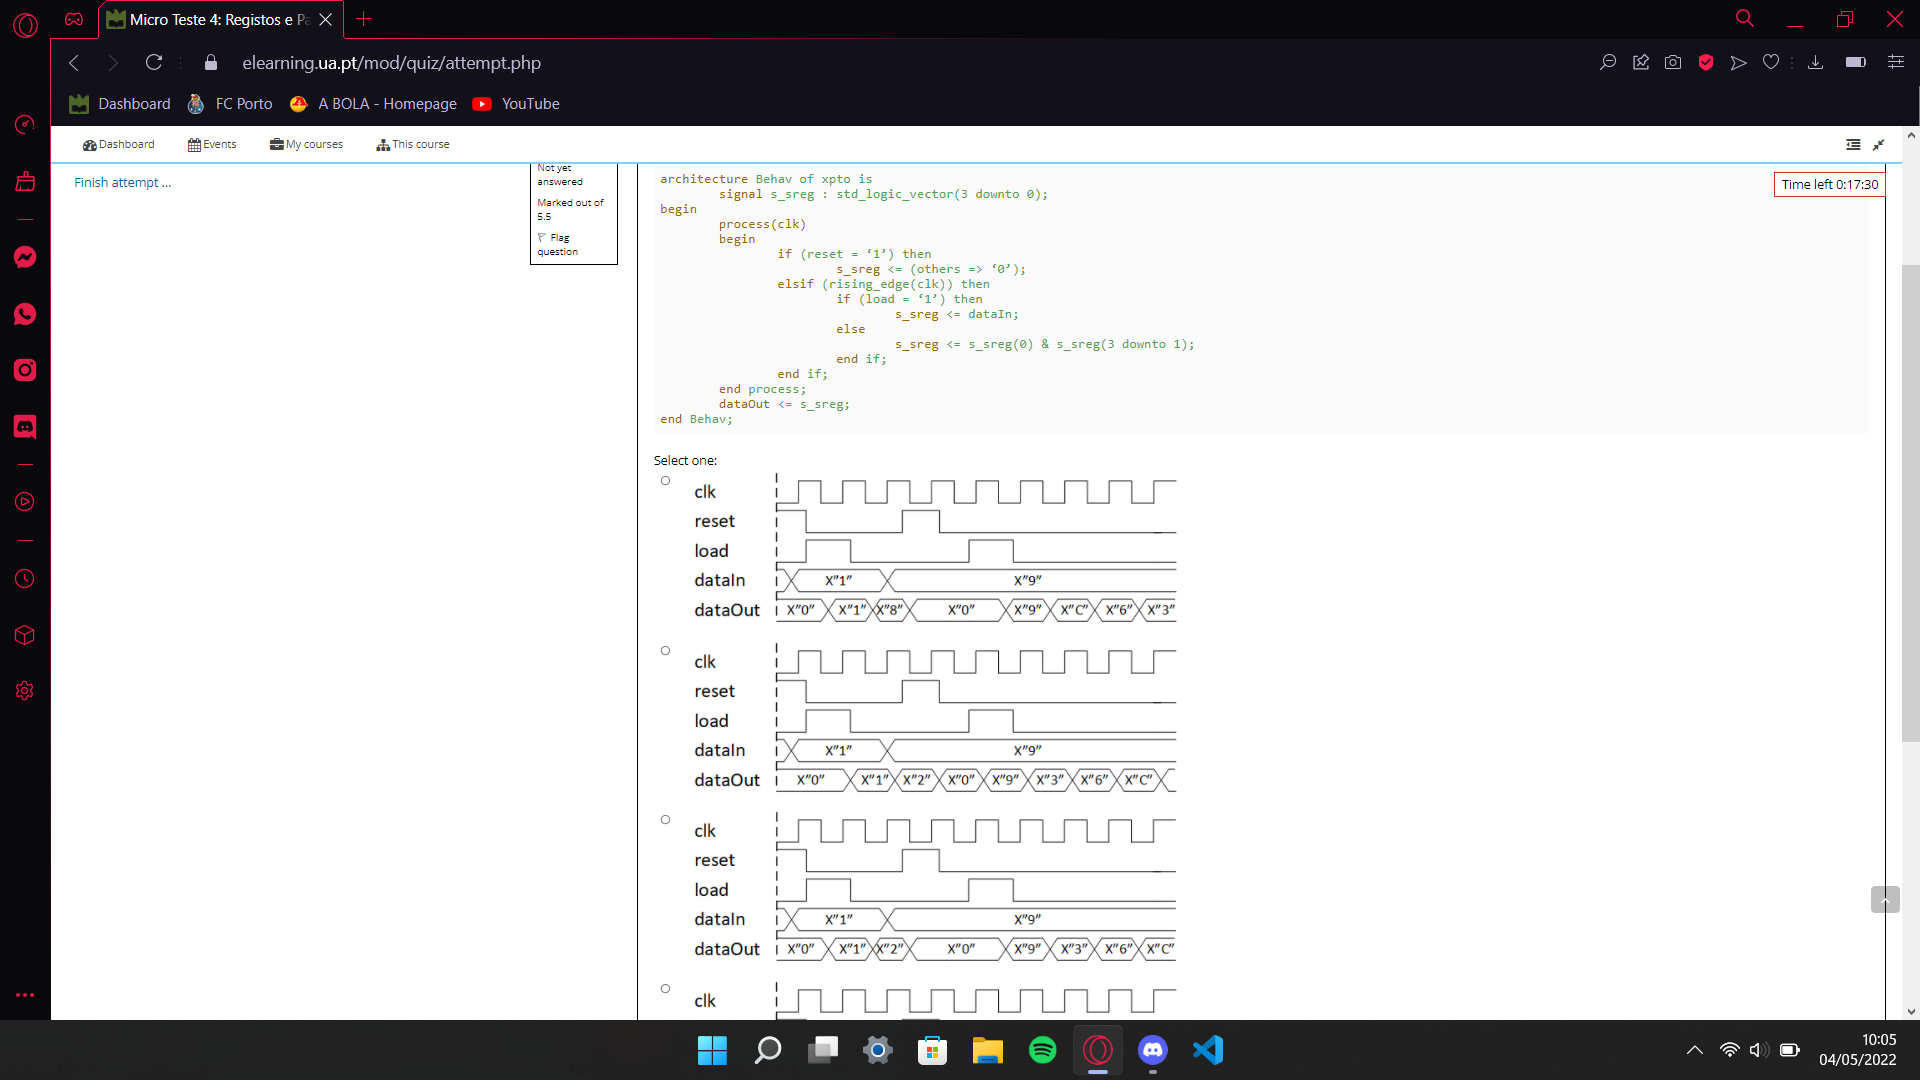 Micro Teste 4: Registos e Pa
elearning.ua.pt/mod/quiz/attempt.php
Dashboard FC Porto A BOLA - Homepage YouTube
Dashboard Events My courses This course
Finish attempt ...
Not yet
answered
Marked out of
5.5
Flag
question
Time left 0:17:30
architecture Behav of xpto is
signal s_sreg : std_logic_vector(3 downto 0);
begin
process(clk)
begin
if (reset = ‘1’) then
s_sreg <= (others => ‘0’);
elsif (rising_edge(clk)) then
if (load = ‘1’) then
s_sreg <= dataIn;
else
s_sreg <= s_sreg(0) & s_sreg(3 downto 1);
end if;
end if;
end process;
dataOut <= s_sreg;
end Behav;
Select one:
clk
reset
load
dataIn X”1” X”9”
dataOut X”0” X”1” X”8” X”0” X”9” X”C” X”6” X”3”
clk
reset
load
dataIn X”1” X”9”
dataOut X”0” X”1” X”2” X”0” X”9” X”3” X”6” X”C”
clk
reset
load
dataIn X”1” X”9”
dataOut X”0” X”1” X”2” X”0” X”9” X”3” X”6” X”C”
clk
10:05
04/05/2022